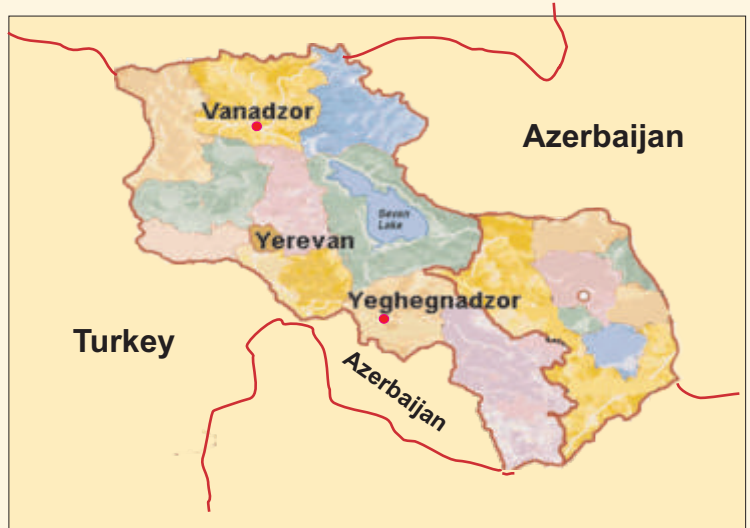 Vanadzor
Azerbaijan
Sevan
Lake
Yerevan
Yeghegnadzor
Turkey
Azerbaijan